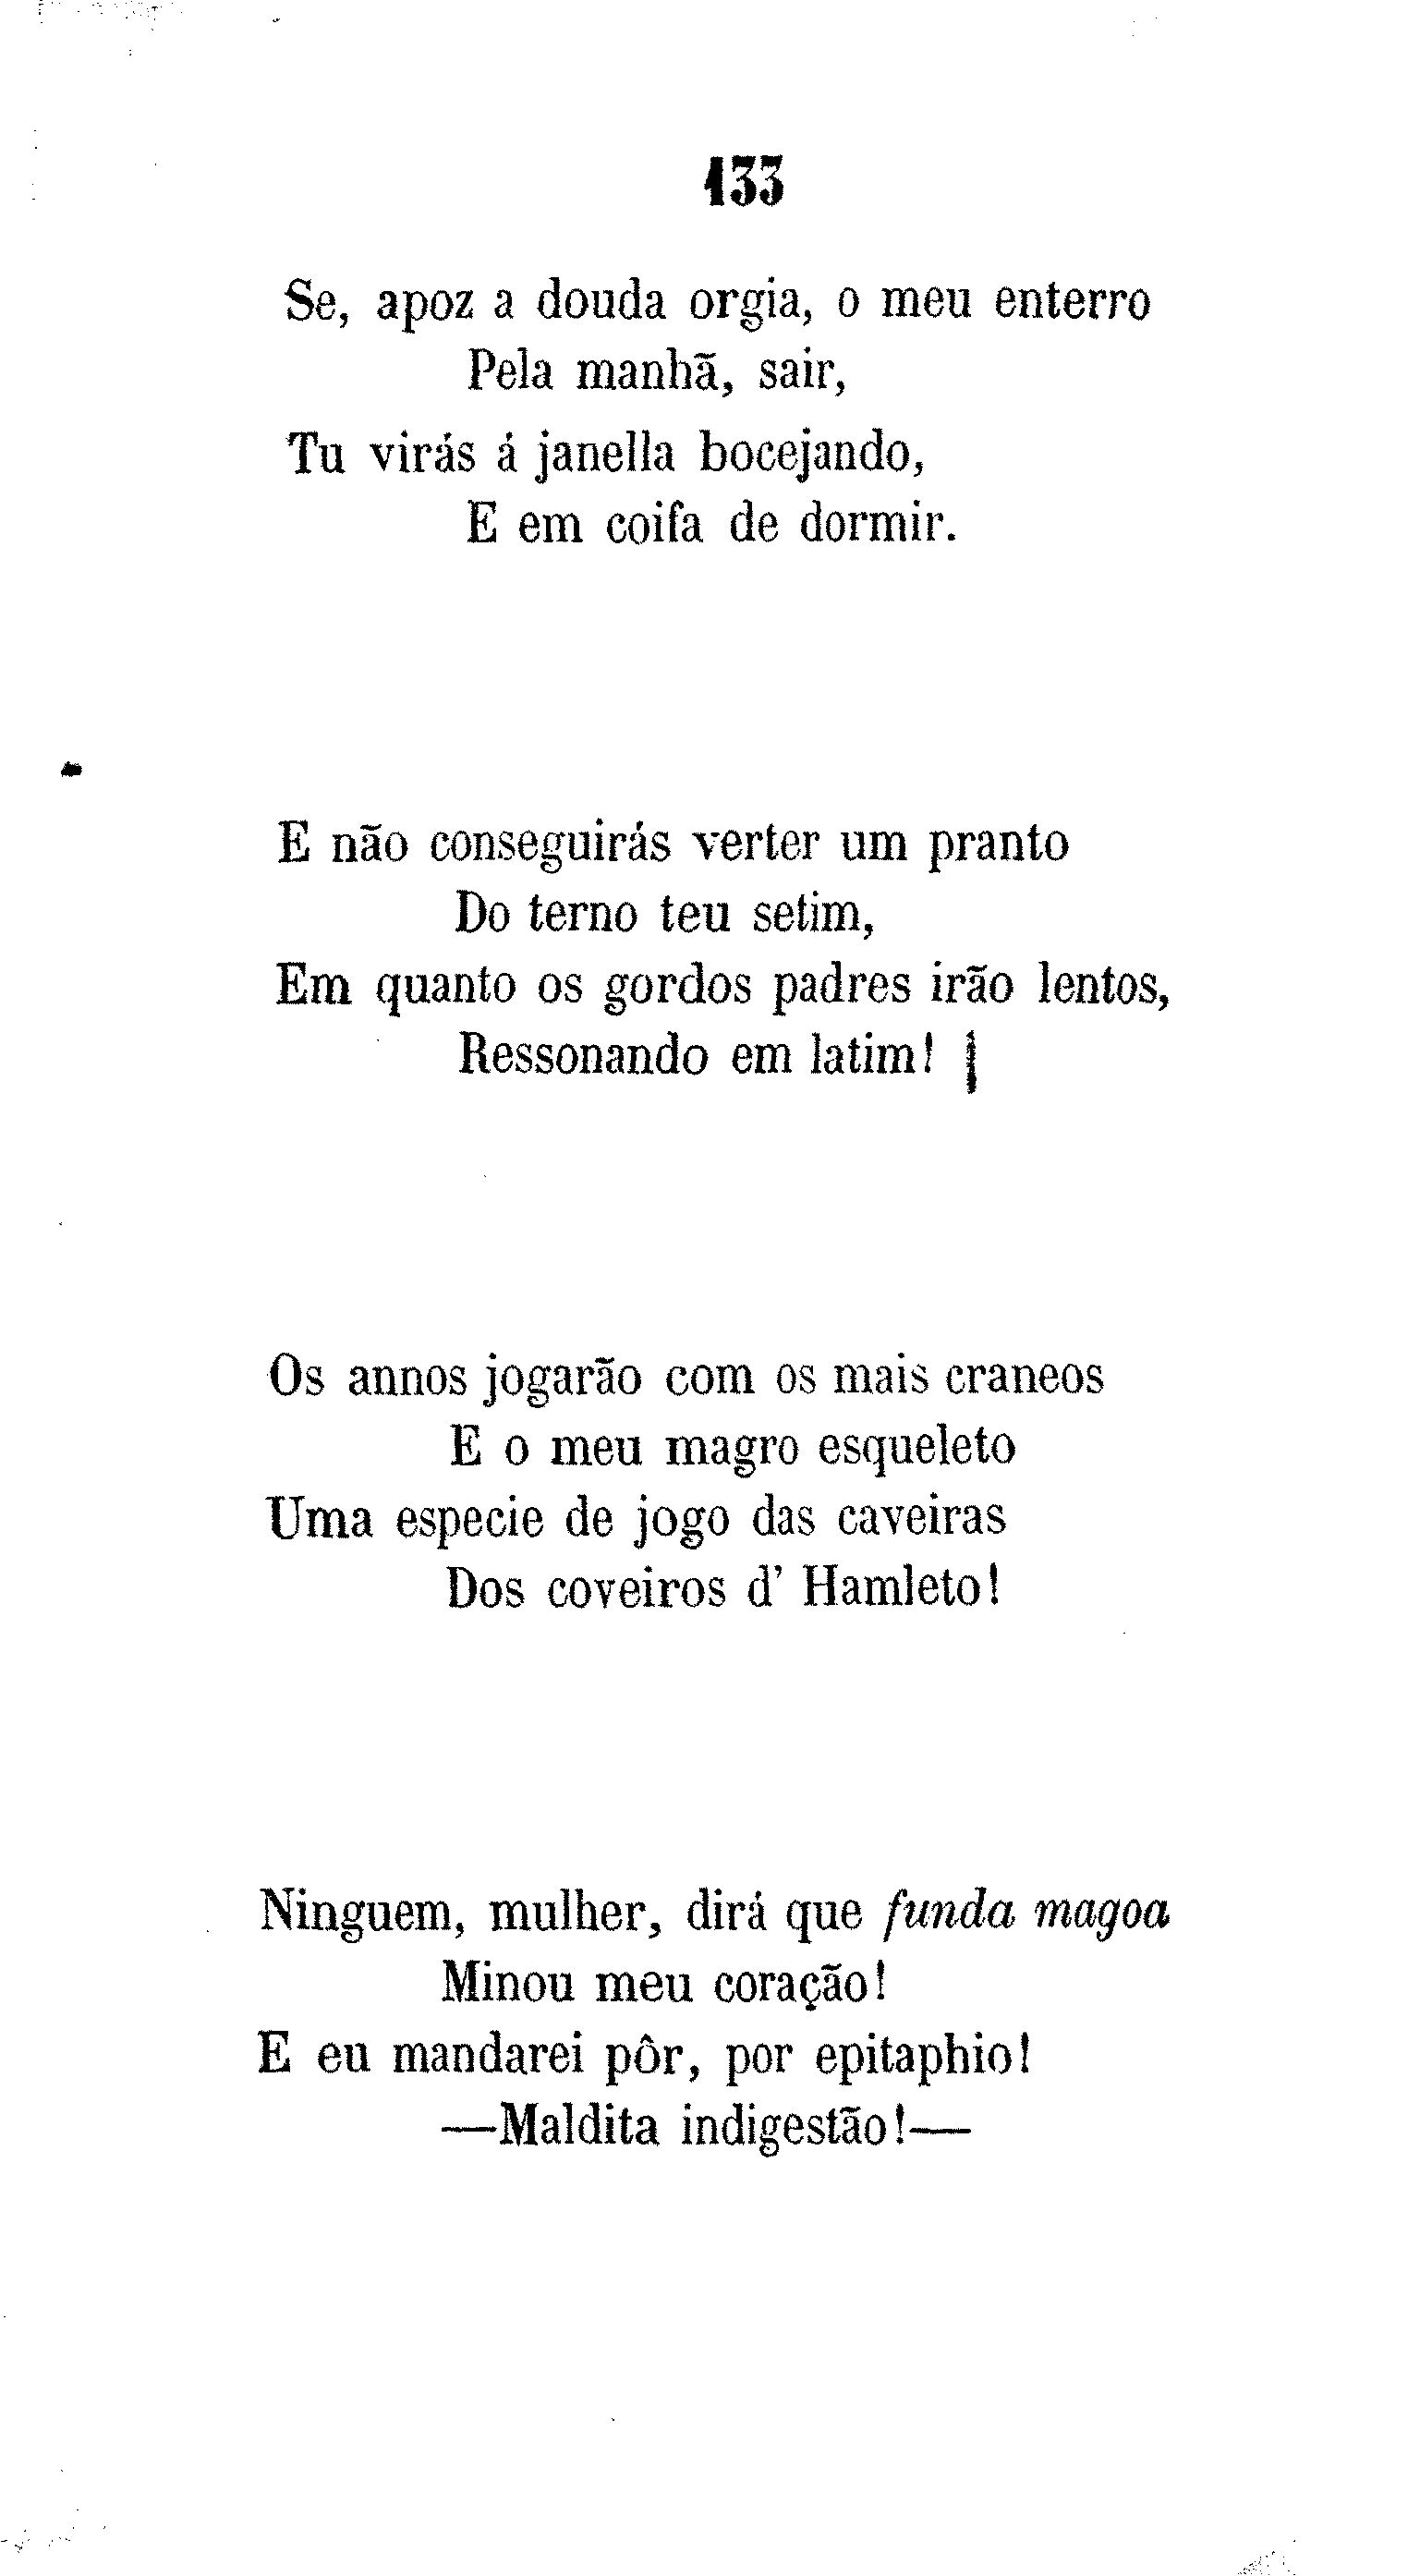 133
Se, apoz a douda orgia, o meu enterro
Pela manhã, sair,
Tu virás á janella bocejando,
E em coifa de dormir.
E não conseguirás verter um pranto
Do terno teu setim,
Em quanto os gordos padres irão lentos,
Ressonando em latim!
Os annos jogarão com os mais craneos
E o meu magro esqueleto
Uma especie de jogo das caveiras
Dos coveiros d' Hamleto!
Ninguem, mulher, dirá que funda magoa
Minou meu coração!
E eu mandarei pôr, por epitaphio!
—Maldita indigestão!—